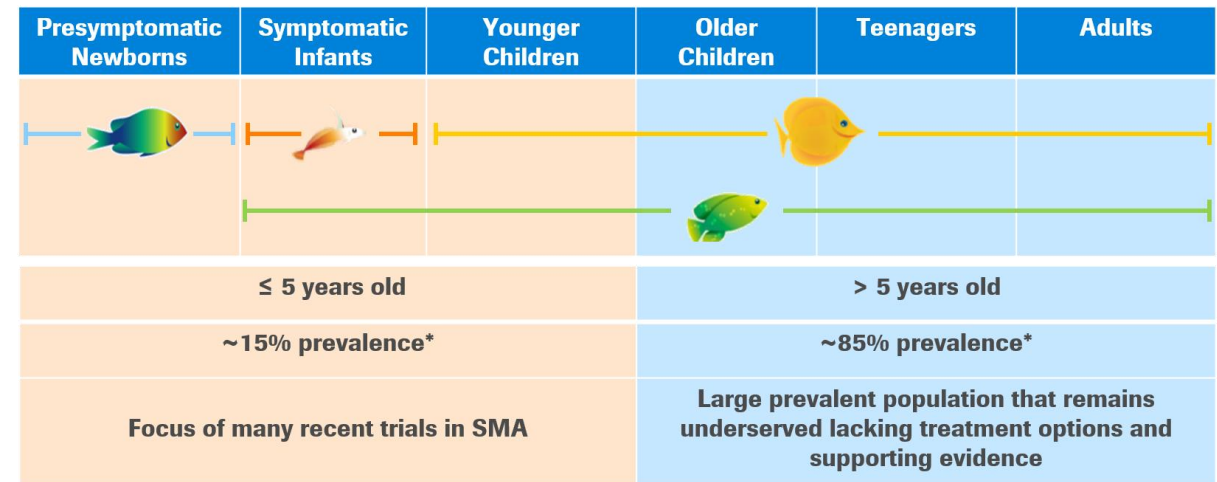 Presymptomatic
Newborns
Symptomatic
Infants
Younger
Children
Older
Children
Teenagers
Adults
≤ 5 years old
> 5 years old
~15% prevalence*
~85% prevalence*
Focus of many recent trials in SMA
Large prevalent population that remains
underserved lacking treatment options and
supporting evidence